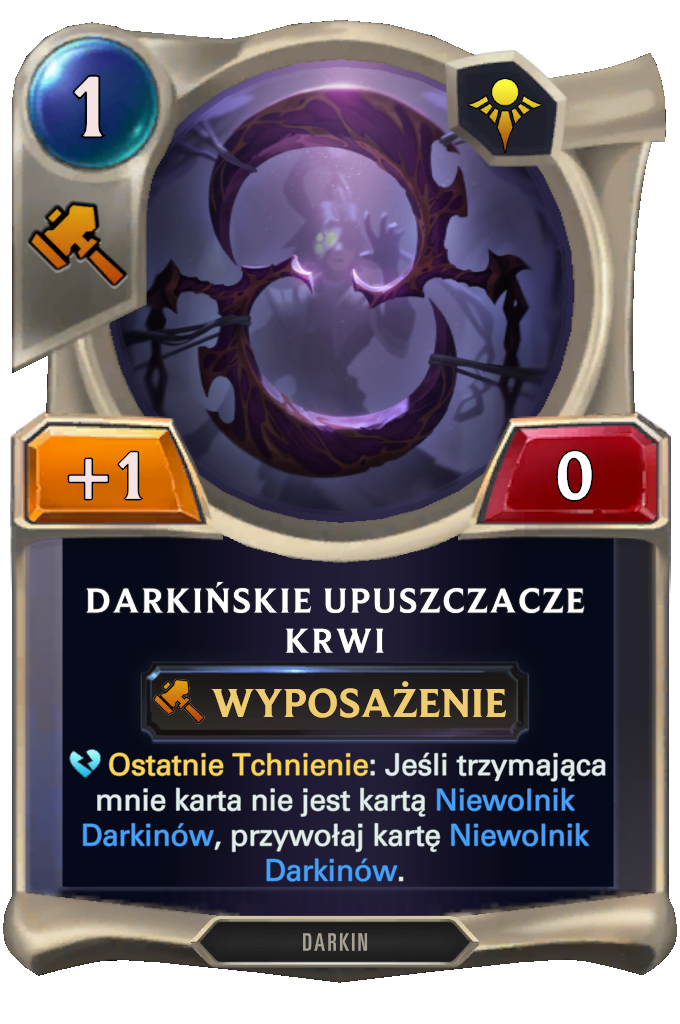 1
+1
0
DARKIŃSKIE UPUSZCZACZE
KRWI
WYPOSAŻENIE
Ostatnie Tchnienie: Jeśli trzymająca
mnie karta nie jest kartą Niewolnik
Darkinów, przywołaj kartę Niewolnik
Darkinów.
DARKIN